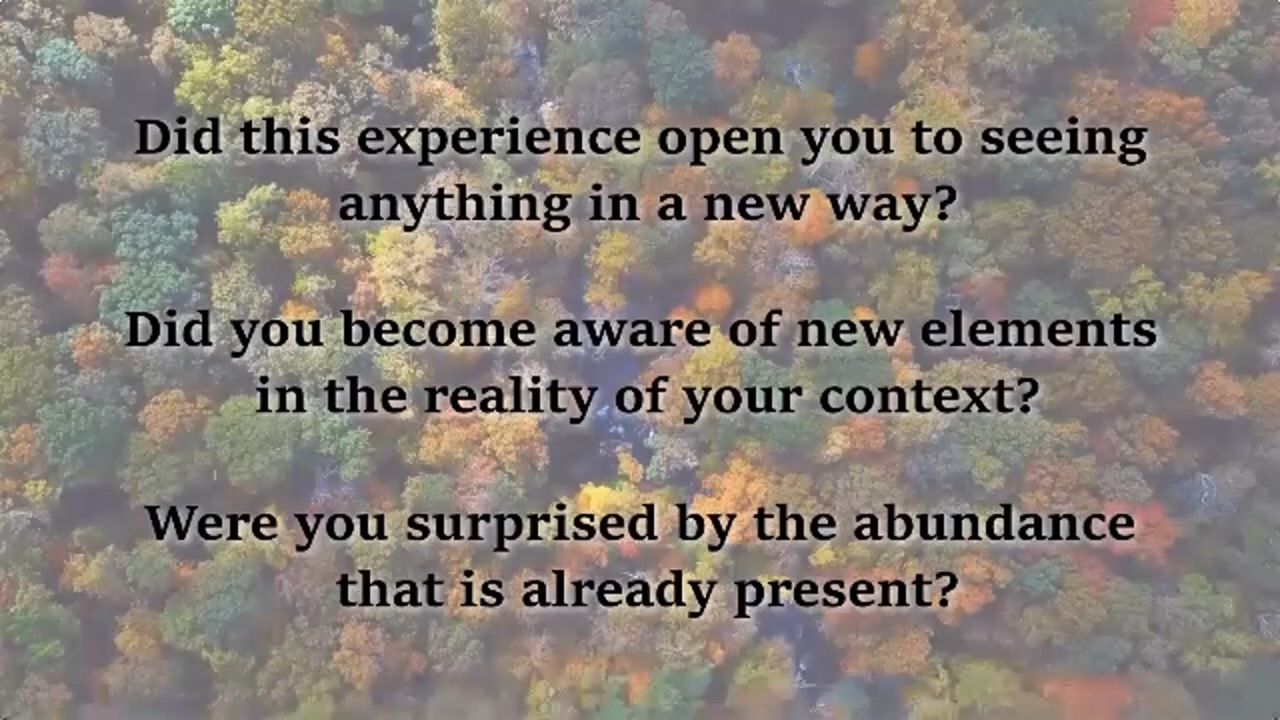 Did this experience open you to seeing
anything in a new way?
Did you become aware of new elements
in the reality of your context?
Were you surprised by the abundance
that is already present?